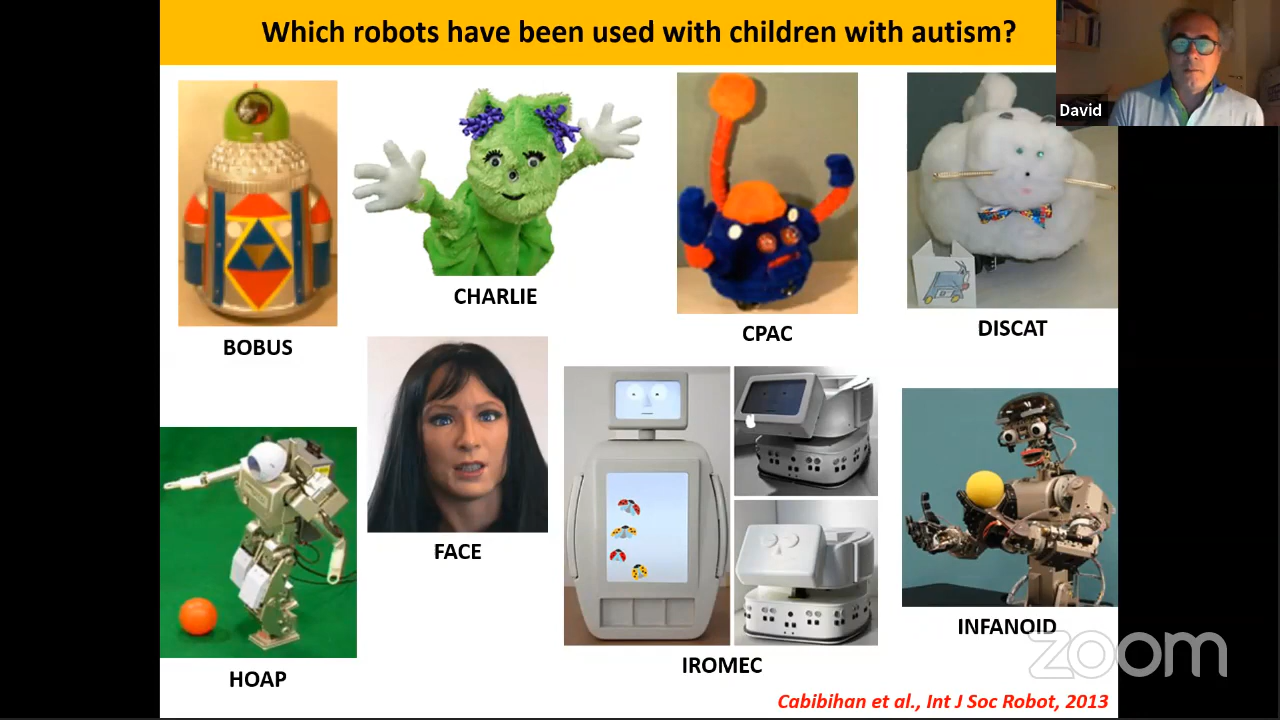 Which robots have been used with children with autism?
David
BOBUS
CHARLIE
CPAC
DISCAT
HOAP
FACE
IROMEC
INFANOID
zoom
Cabibihan et al., Int J Soc Robot, 2013